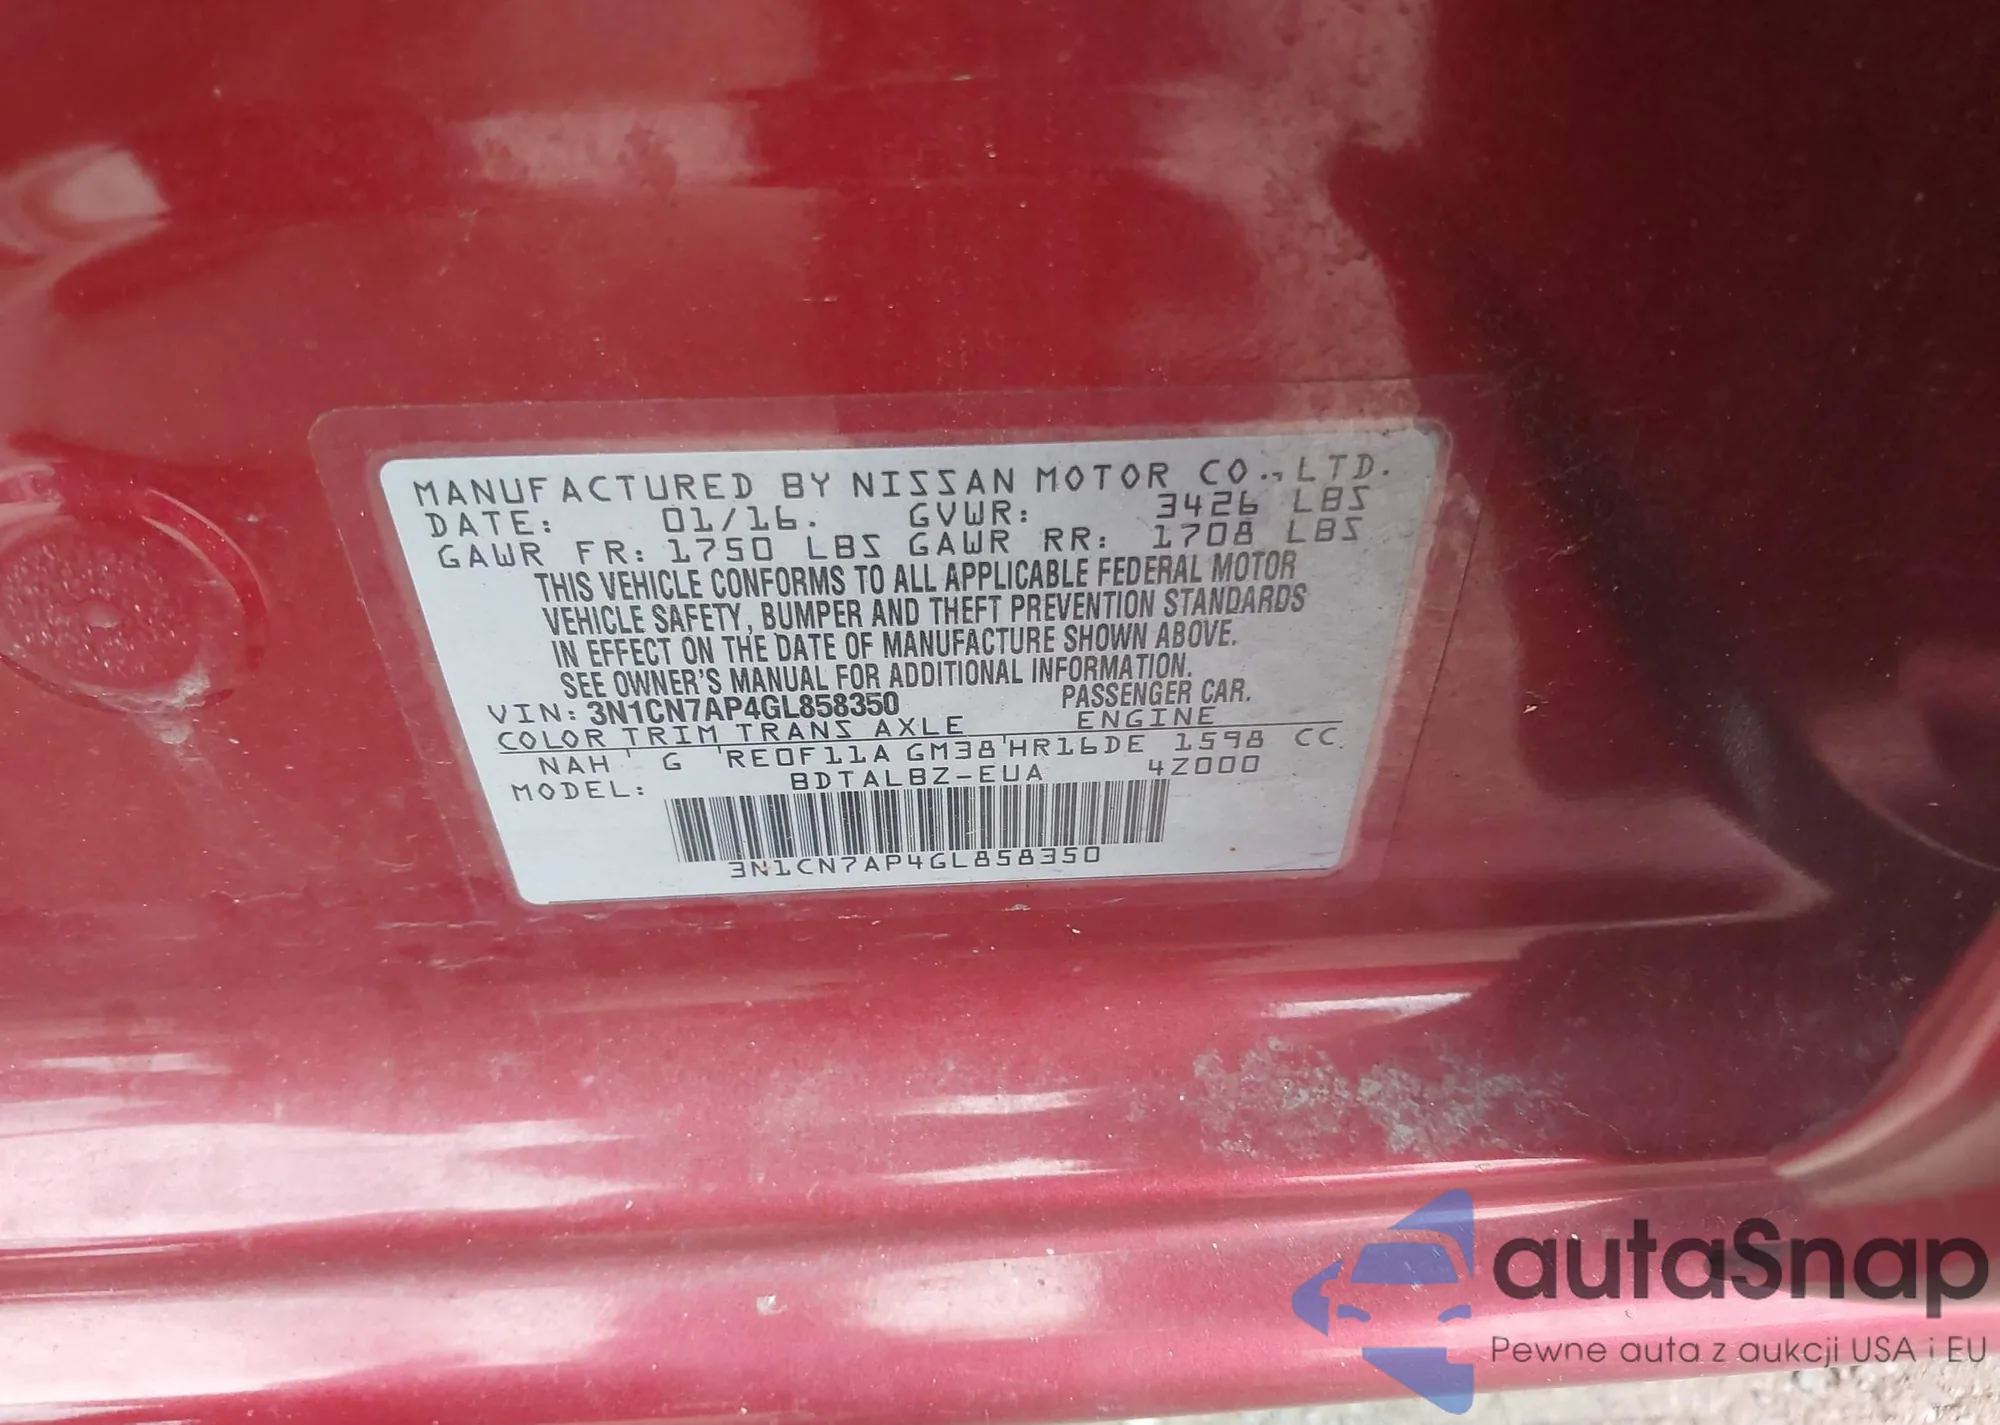 MANUFACTURED BY NISSAN MOTOR CO., LTD.
DATE: 01/16. GVWR: 3426 LBS
GAWR FR: 1750 LBS GAWR RR: 1708 LBS
THIS VEHICLE CONFORMS TO ALL APPLICABLE FEDERAL MOTOR
VEHICLE SAFETY, BUMPER AND THEFT PREVENTION STANDARDS
IN EFFECT ON THE DATE OF MANUFACTURE SHOWN ABOVE.
SEE OWNER'S MANUAL FOR ADDITIONAL INFORMATION.
VIN: 3N1CN7AP4GL858350 PASSENGER CAR.
COLOR TRIM TRANS AXLE ENGINE
NAH G RE0F11A GM38 HR16DE 1598 CC
MODEL: BDTALBZ-EUA 4Z000
3N1CN7AP4GL858350
autaSnap
Pewne auta z aukcji USA i EU